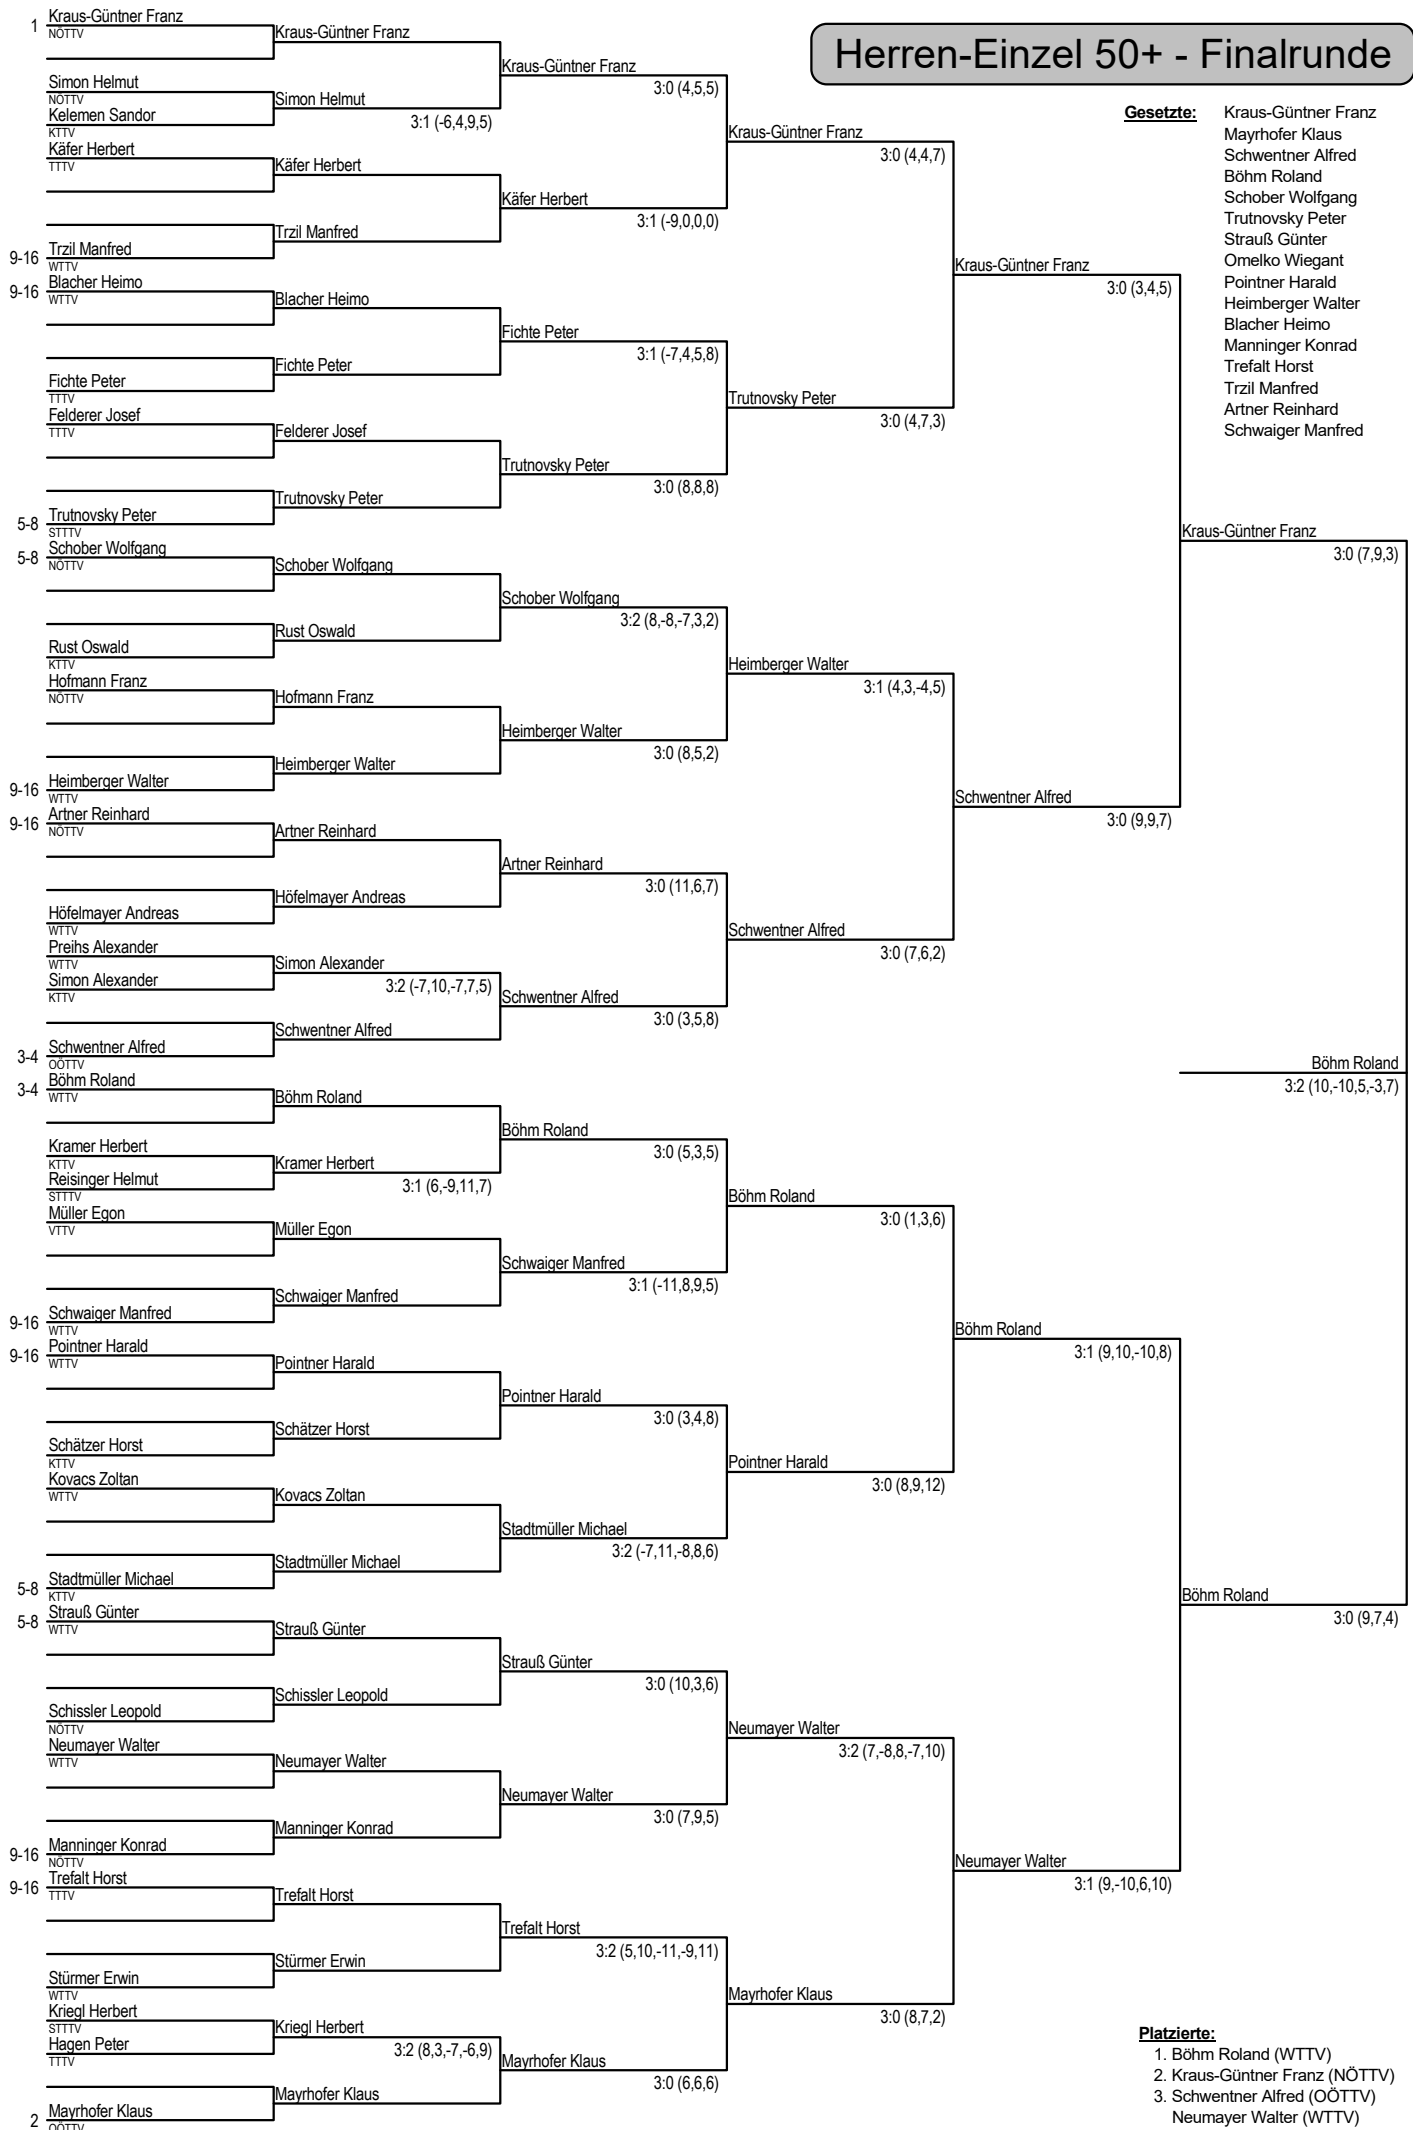 Herren-Einzel 50+ - Finalrunde
Gesetzte: Kraus-Güntner Franz
Mayrhofer Klaus
Schwentner Alfred
Böhm Roland
Schober Wolfgang
Trutnovsky Peter
Strauß Günter
Omelko Wiegant
Pointner Harald
Heimberger Walter
Blacher Heimo
Manninger Konrad
Trefalt Horst
Trzil Manfred
Artner Reinhard
Schwaiger Manfred
1 Kraus-Güntner Franz
NÖTTV
Simon Helmut
NÖTTV
Kelemen Sandor
KTTV
Käfer Herbert
TTTV
9-16 Trzil Manfred
WTTV
9-16 Blacher Heimo
WTTV
Fichte Peter
TTTV
Felderer Josef
TTTV
5-8 Trutnovsky Peter
STTTV
5-8 Schober Wolfgang
NÖTTV
Rust Oswald
KTTV
Hofmann Franz
NÖTTV
9-16 Heimberger Walter
WTTV
9-16 Artner Reinhard
NÖTTV
Höfelmayer Andreas
WTTV
Preihs Alexander
WTTV
Simon Alexander
KTTV
3-4 Schwentner Alfred
OÖTTV
3-4 Böhm Roland
WTTV
Kramer Herbert
KTTV
Reisinger Helmut
STTTV
Müller Egon
VTTV
9-16 Schwaiger Manfred
WTTV
9-16 Pointner Harald
WTTV
Schätzer Horst
KTTV
Kovacs Zoltan
WTTV
5-8 Stadtmüller Michael
KTTV
5-8 Strauß Günter
WTTV
Schissler Leopold
NÖTTV
Neumayer Walter
WTTV
9-16 Manninger Konrad
NÖTTV
9-16 Trefalt Horst
TTTV
Stürmer Erwin
WTTV
Kriegl Herbert
STTTV
Hagen Peter
TTTV
2 Mayrhofer Klaus
OÖTTV
Kraus-Güntner Franz
Simon Helmut
3:1 (-6,4,9,5)
Käfer Herbert
Trzil Manfred
Blacher Heimo
Fichte Peter
Felderer Josef
Trutnovsky Peter
Schober Wolfgang
Rust Oswald
Hofmann Franz
Heimberger Walter
Artner Reinhard
Höfelmayer Andreas
Simon Alexander
3:2 (-7,10,-7,7,5)
Schwentner Alfred
Böhm Roland
Kramer Herbert
3:1 (6,-9,11,7)
Müller Egon
Schwaiger Manfred
Pointner Harald
Schätzer Horst
Kovacs Zoltan
Stadtmüller Michael
Strauß Günter
Schissler Leopold
Neumayer Walter
Manninger Konrad
Trefalt Horst
Stürmer Erwin
Kriegl Herbert
3:2 (8,3,-7,-6,9)
Mayrhofer Klaus
Kraus-Güntner Franz
3:0 (4,5,5)
Käfer Herbert
3:1 (-9,0,0,0)
Fichte Peter
3:1 (-7,4,5,8)
Trutnovsky Peter
3:0 (8,8,8)
Schober Wolfgang
3:2 (8,-8,-7,3,2)
Heimberger Walter
3:0 (8,5,2)
Artner Reinhard
3:0 (11,6,7)
Schwentner Alfred
3:0 (3,5,8)
Böhm Roland
3:0 (5,3,5)
Schwaiger Manfred
3:1 (-11,8,9,5)
Pointner Harald
3:0 (3,4,8)
Stadtmüller Michael
3:2 (-7,11,-8,8,6)
Strauß Günter
3:0 (10,3,6)
Neumayer Walter
3:0 (7,9,5)
Trefalt Horst
3:2 (5,10,-11,-9,11)
Mayrhofer Klaus
3:0 (6,6,6)
Kraus-Güntner Franz
3:0 (4,4,7)
Trutnovsky Peter
3:0 (4,7,3)
Heimberger Walter
3:1 (4,3,-4,5)
Schwentner Alfred
3:0 (7,6,2)
Böhm Roland
3:0 (1,3,6)
Pointner Harald
3:0 (8,9,12)
Neumayer Walter
3:2 (7,-8,8,-7,10)
Mayrhofer Klaus
3:0 (8,7,2)
Kraus-Güntner Franz
3:0 (3,4,5)
Schwentner Alfred
3:0 (9,9,7)
Böhm Roland
3:1 (9,10,-10,8)
Neumayer Walter
3:1 (9,-10,6,10)
Kraus-Güntner Franz
3:0 (7,9,3)
Böhm Roland
3:0 (9,7,4)
Böhm Roland
3:2 (10,-10,5,-3,7)
Platzierte:
1. Böhm Roland (WTTV)
2. Kraus-Güntner Franz (NÖTTV)
3. Schwentner Alfred (OÖTTV)
Neumayer Walter (WTTV)